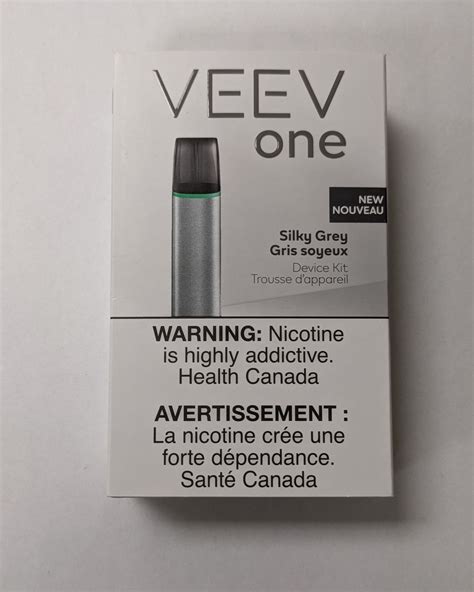 VEEV
one
NEW
NOUVEAU
Silky Grey
Gris soyeux
Device Kit
Trousse d'appareil
WARNING: Nicotine
is highly addictive.
Health Canada
AVERTISSEMENT :
La nicotine crée une
forte dépendance.
Santé Canada